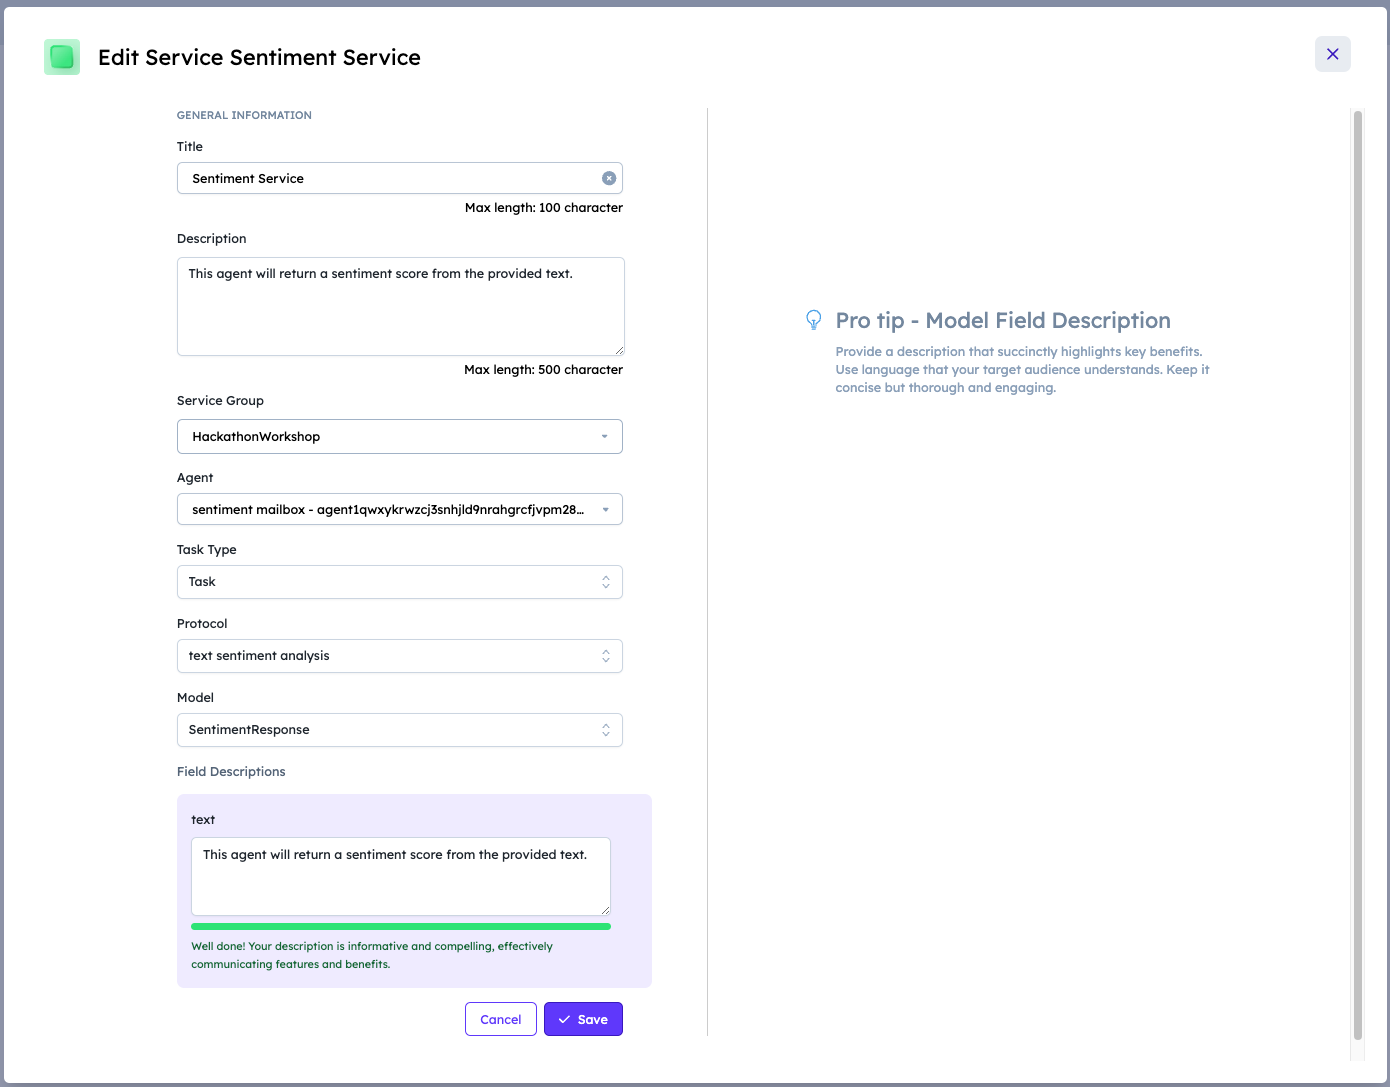 Edit Service Sentiment Service
GENERAL INFORMATION
Title
Sentiment Service
Max length: 100 character
Description
This agent will return a sentiment score from the provided text.
Max length: 500 character
Service Group
HackathonWorkshop
Agent
sentiment mailbox - agent1qwxykrwzcj3snhjld9nrahgrcfjvpm28...
Task Type
Task
Protocol
text sentiment analysis
Model
SentimentResponse
Field Descriptions
text
This agent will return a sentiment score from the provided text.
Well done! Your description is informative and compelling, effectively
communicating features and benefits.
Cancel
Save
Pro tip - Model Field Description
Provide a description that succinctly highlights key benefits.
Use language that your target audience understands. Keep it
concise but thorough and engaging.